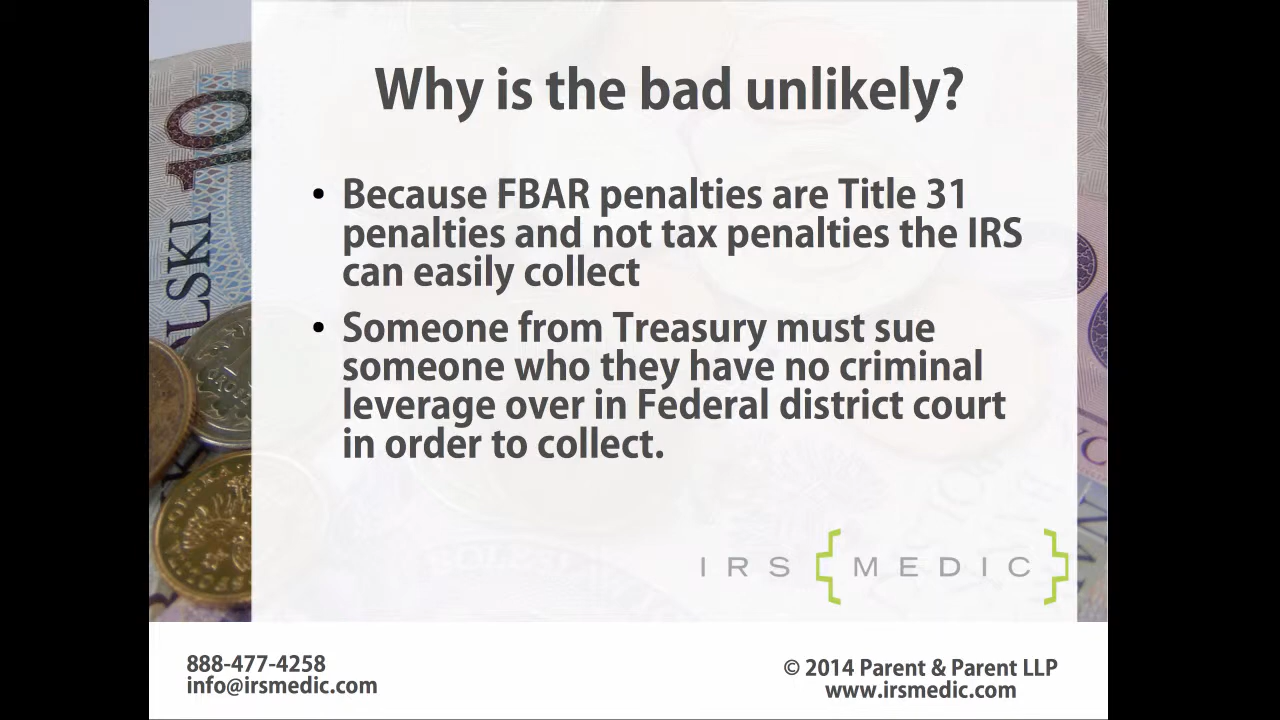 Why is the bad unlikely?
• Because FBAR penalties are Title 31
penalties and not tax penalties the IRS
can easily collect
• Someone from Treasury must sue
someone who they have no criminal
leverage over in Federal district court
in order to collect.
IRS{MEDIC}
888-477-4258
info@irsmedic.com
© 2014 Parent & Parent LLP
www.irsmedic.com
10
LSKI